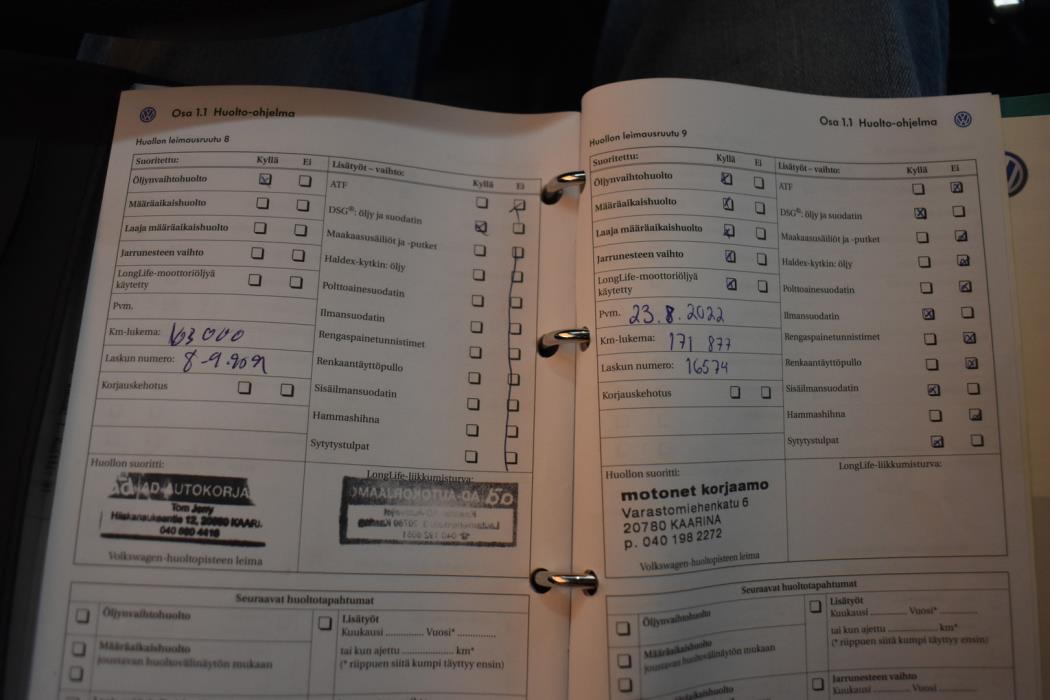 Osa 1.1 Huolto-ohjelma
Huollon leimausruutu 8
Suoritettu: Kyllä Ei
Öljynvaihtohuolto
Määräaikaishuolto
Laaja määräaikaishuolto
Jarrunesteen vaihto
LongLife-moottoriöljyä
käytetty
Pvm.
Km-lukema: 163 000
Laskun numero: 8-9.2021
Korjauskehotus
Lisätyöt – vaihto: Kyllä Ei
ATF
DSG®: öljy ja suodatin
Maakaasusäiliöt ja -putket
Haldex-kytkin: öljy
Polttoainesuodatin
Ilmansuodatin
Rengaspainetunnistimet
Renkaantäyttöpullo
Sisäilmansuodatin
Hammashihna
Sytytystulpat
Huollon suoritti:
AD-AUTOKORJA
Tom Jerry
040 680 4416
Volkswagen-huoltopisteen leima
LongLife-liikkumisturva:
Seuraavat huoltotapahtumat
Öljynvaihtohuolto
Määräaikaishuolto
joustavan huoltovälinäytön mukaan
Lisätyöt
Kuukausi .............. Vuosi* ..............
tai kun ajettu .................... km*
(* riippuen siitä kumpi täyttyy ensin)
Osa 1.1 Huolto-ohjelma
Huollon leimausruutu 9
Suoritettu: Kyllä Ei
Öljynvaihtohuolto
Määräaikaishuolto
Laaja määräaikaishuolto
Jarrunesteen vaihto
LongLife-moottoriöljyä
käytetty
Pvm. 23.8.2022
Km-lukema: 171 877
Laskun numero: 16574
Korjauskehotus
Lisätyöt – vaihto: Kyllä Ei
ATF
DSG®: öljy ja suodatin
Maakaasusäiliöt ja -putket
Haldex-kytkin: öljy
Polttoainesuodatin
Ilmansuodatin
Rengaspainetunnistimet
Renkaantäyttöpullo
Sisäilmansuodatin
Hammashihna
Sytytystulpat
Huollon suoritti:
motonet korjaamo
Varastomiehenkatu 6
20780 KAARINA
p. 040 198 2272
Volkswagen-huoltopisteen leima
LongLife-liikkumisturva:
Seuraavat huoltotapahtumat
Öljynvaihtohuolto
Määräaikaishuolto
joustavan huoltovälinäytön mukaan
Lisätyöt
Kuukausi .............. Vuosi* ..............
tai kun ajettu .................... km*
(* riippuen siitä kumpi täyttyy ensin)
Jarrunesteen vaihto
Kuukausi .............. Vuosi